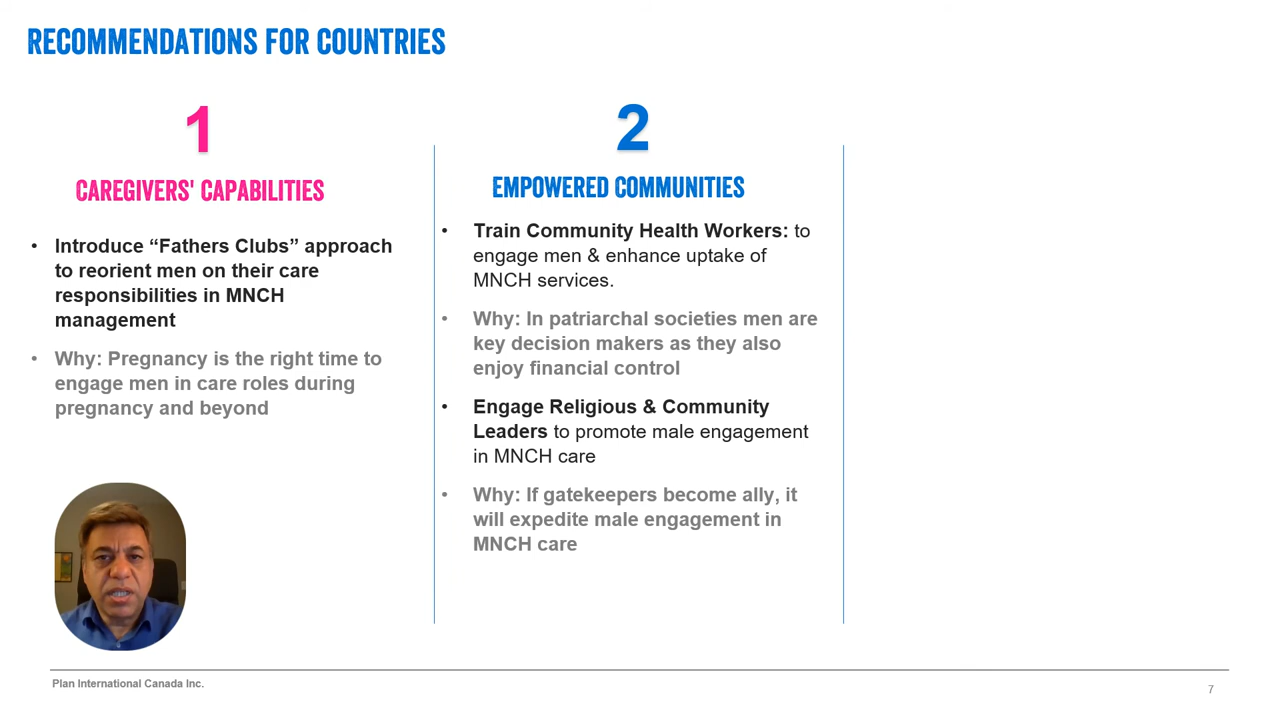 RECOMMENDATIONS FOR COUNTRIES
1
CAREGIVERS' CAPABILITIES
• Introduce “Fathers Clubs” approach
to reorient men on their care
responsibilities in MNCH
management
• Why: Pregnancy is the right time to
engage men in care roles during
pregnancy and beyond
2
EMPOWERED COMMUNITIES
• Train Community Health Workers: to
engage men & enhance uptake of
MNCH services.
• Why: In patriarchal societies men are
key decision makers as they also
enjoy financial control
• Engage Religious & Community
Leaders to promote male engagement
in MNCH care
• Why: If gatekeepers become ally, it
will expedite male engagement in
MNCH care
Plan International Canada Inc.
7